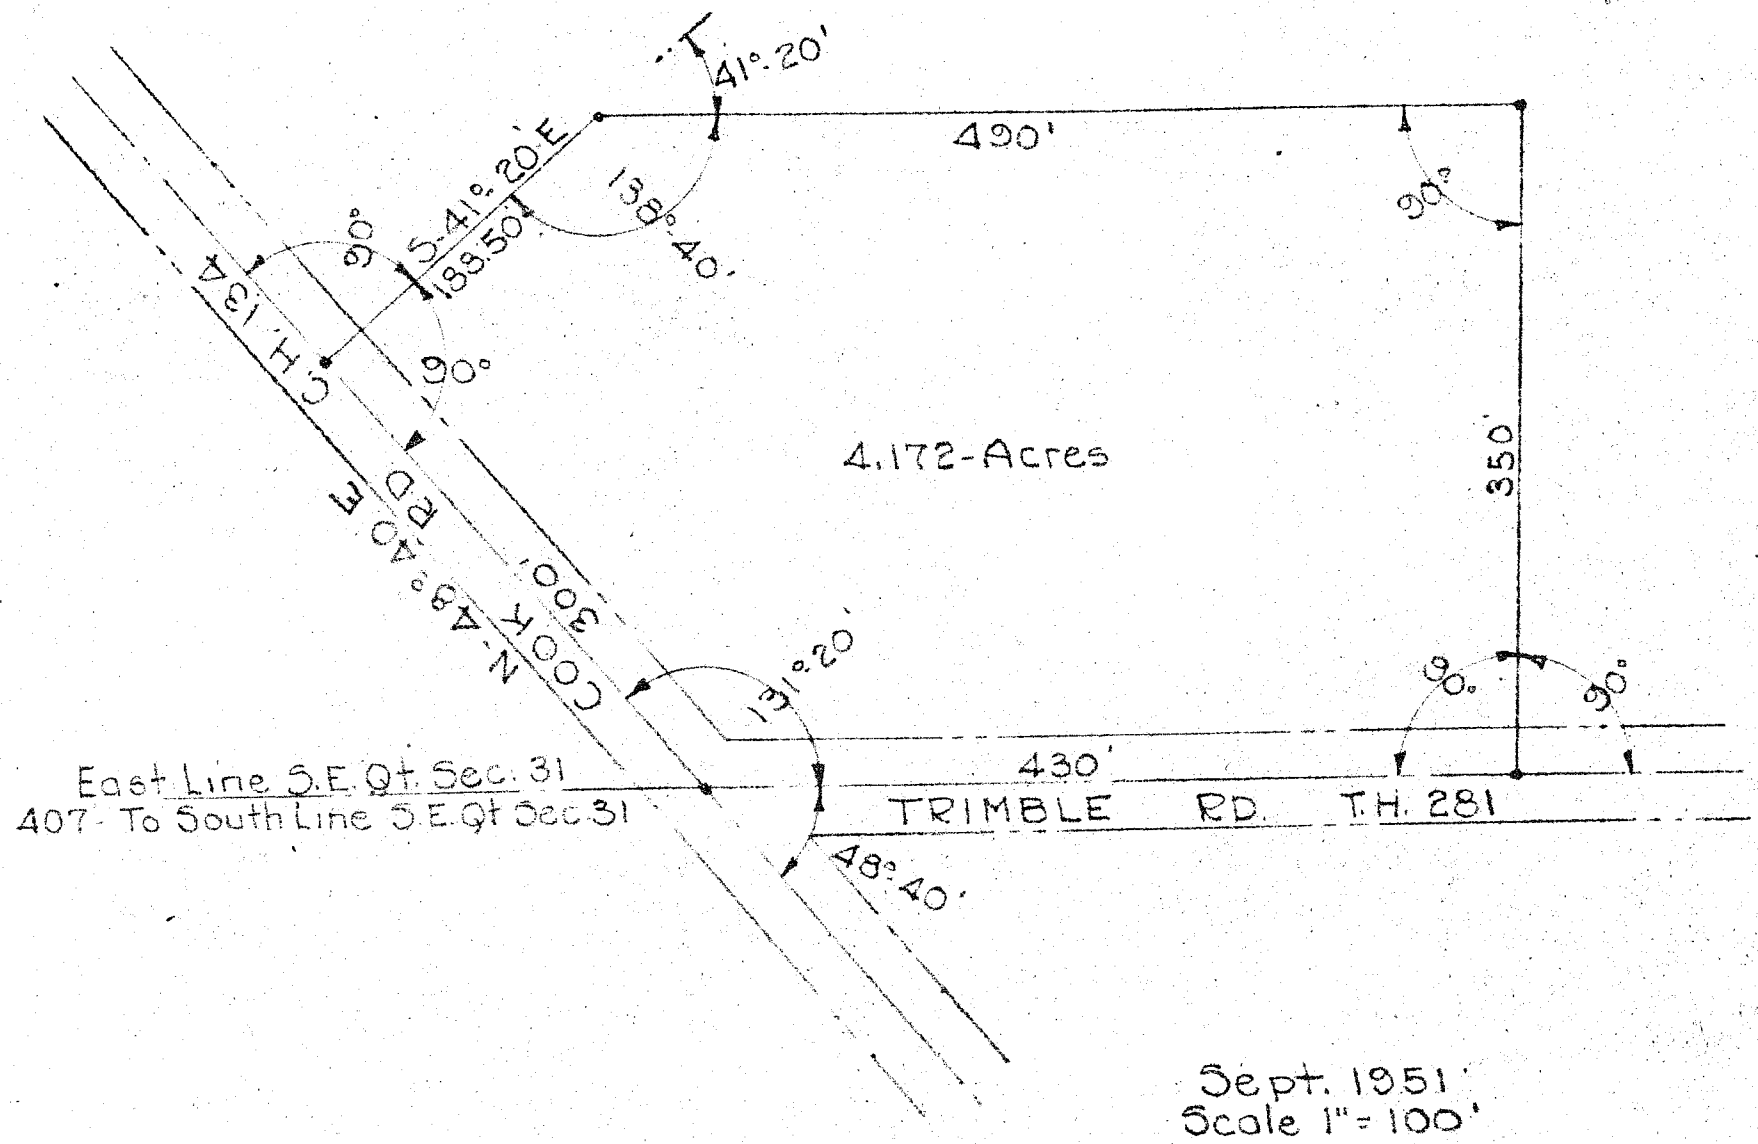 41°-20'
490'
S-41°-20'E
188.50'
138°-40'
90°
90°
90°
C.H. 134
350'
4.172-Acres
COOK RD
300'
N-48°-40'E
131°-20'
90°
90°
430'
East Line S.E. Qt. Sec. 31
407- To South Line S.E. Qt Sec 31
TRIMBLE RD. T.H. 281
48°-40'
Sept. 1951
Scale 1"=100'